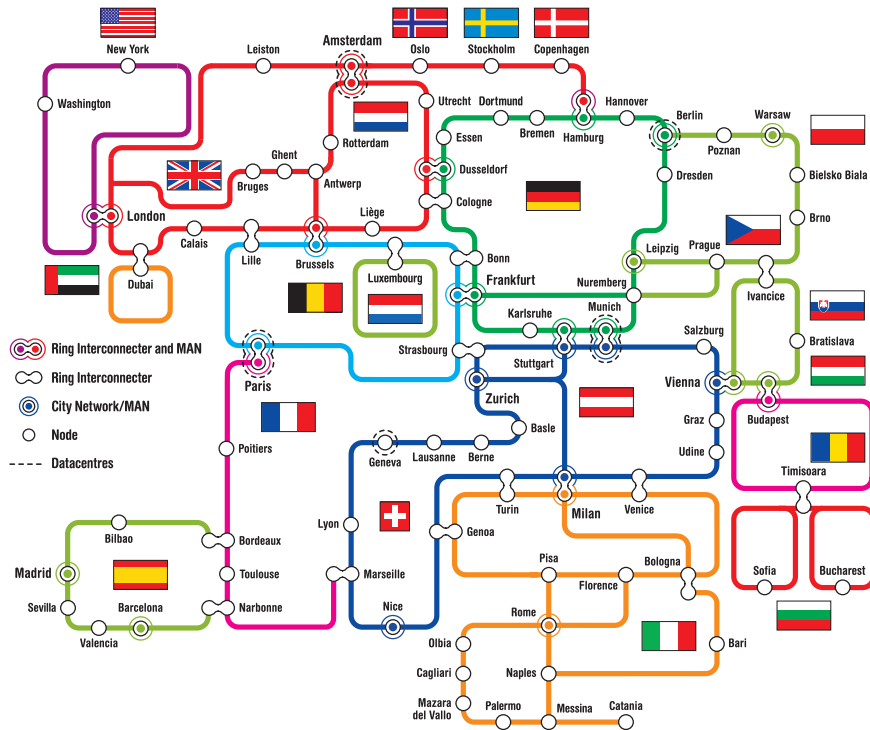 New York
Leiston
Amsterdam
Oslo
Stockholm
Copenhagen
Washington
Utrecht
Dortmund
Bremen
Hamburg
Hannover
Berlin
Warsaw
Essen
Poznan
Rotterdam
Ghent
Bruges
Antwerp
Dusseldorf
Dresden
Bielsko Biala
Cologne
London
Calais
Liège
Brno
Lille
Brussels
Bonn
Leipzig
Prague
Dubai
Luxembourg
Frankfurt
Nuremberg
Ivancice
Karlsruhe
Munich
Salzburg
Bratislava
Ring Interconnecter and MAN
Ring Interconnecter
City Network/MAN
Node
Datacentres
Paris
Strasbourg
Stuttgart
Zurich
Vienna
Budapest
Graz
Basle
Udine
Poitiers
Geneva
Lausanne
Berne
Timisoara
Turin
Milan
Venice
Lyon
Bilbao
Bordeaux
Genoa
Madrid
Toulouse
Marseille
Pisa
Florence
Bologna
Sofia
Bucharest
Sevilla
Barcelona
Narbonne
Nice
Rome
Valencia
Olbia
Bari
Cagliari
Naples
Mazara
del Vallo
Palermo
Messina
Catania